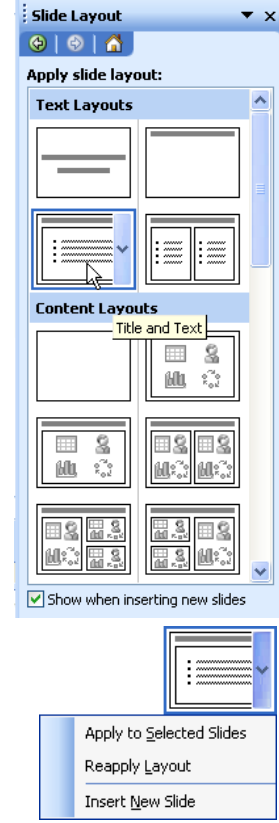 Slide Layout
Apply slide layout:
Text Layouts
Content Layouts
Title and Text
Show when inserting new slides
Apply to Selected Slides
Reapply Layout
Insert New Slide